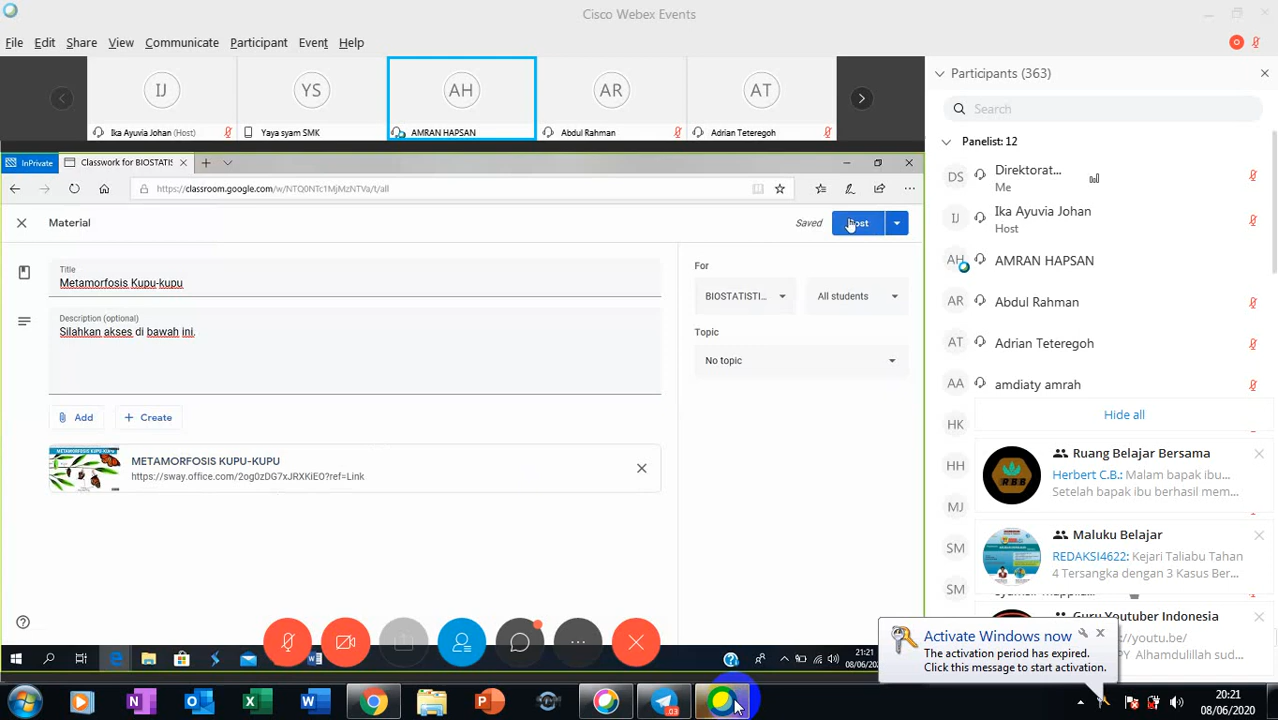 Cisco Webex Events
File Edit Share View Communicate Participant Event Help
IJ
YS
AH
AR
AT
Ika Ayuvia Johan (Host)
Yaya syam SMK
AMRAN HAPSAN
Abdul Rahman
Adrian Teteregoh
InPrivate
Classwork for BIOSTATIS
https://classroom.google.com/w/NTQ0NTc1MjMzNTVa/t/all
Material
Saved
Title
Metamorfosis Kupu-kupu
Description (optional)
Silahkan akses di bawah ini.
Add
Create
METAMORFOSIS KUPU-KUPU
https://sway.office.com/2og0zDG7xJRXKiEO?ref=Link
For
BIOSTATISTI...
All students
Topic
No topic
21:21
Participants (363)
Search
Panelist: 12
DS
Direktorat...
Me
IJ
Ika Ayuvia Johan
Host
AH
AMRAN HAPSAN
AR
Abdul Rahman
AT
Adrian Teteregoh
AA
amdiaty amrah
HK
Hide all
HH
Ruang Belajar Bersama
Herbert C.B.: Malam bapak ibu...
Setelah bapak ibu berhasil mem...
RBB
MJ
SM
Maluku Belajar
REDAKSI4622: Kejari Taliabu Tahan
4 Tersangka dengan 3 Kasus Ber...
SM
Guru Youtuber Indonesia
://youtu.be/
Alhamdulillah sud...
Activate Windows now
The activation period has expired.
Click this message to start activation.
20:21
08/06/2020